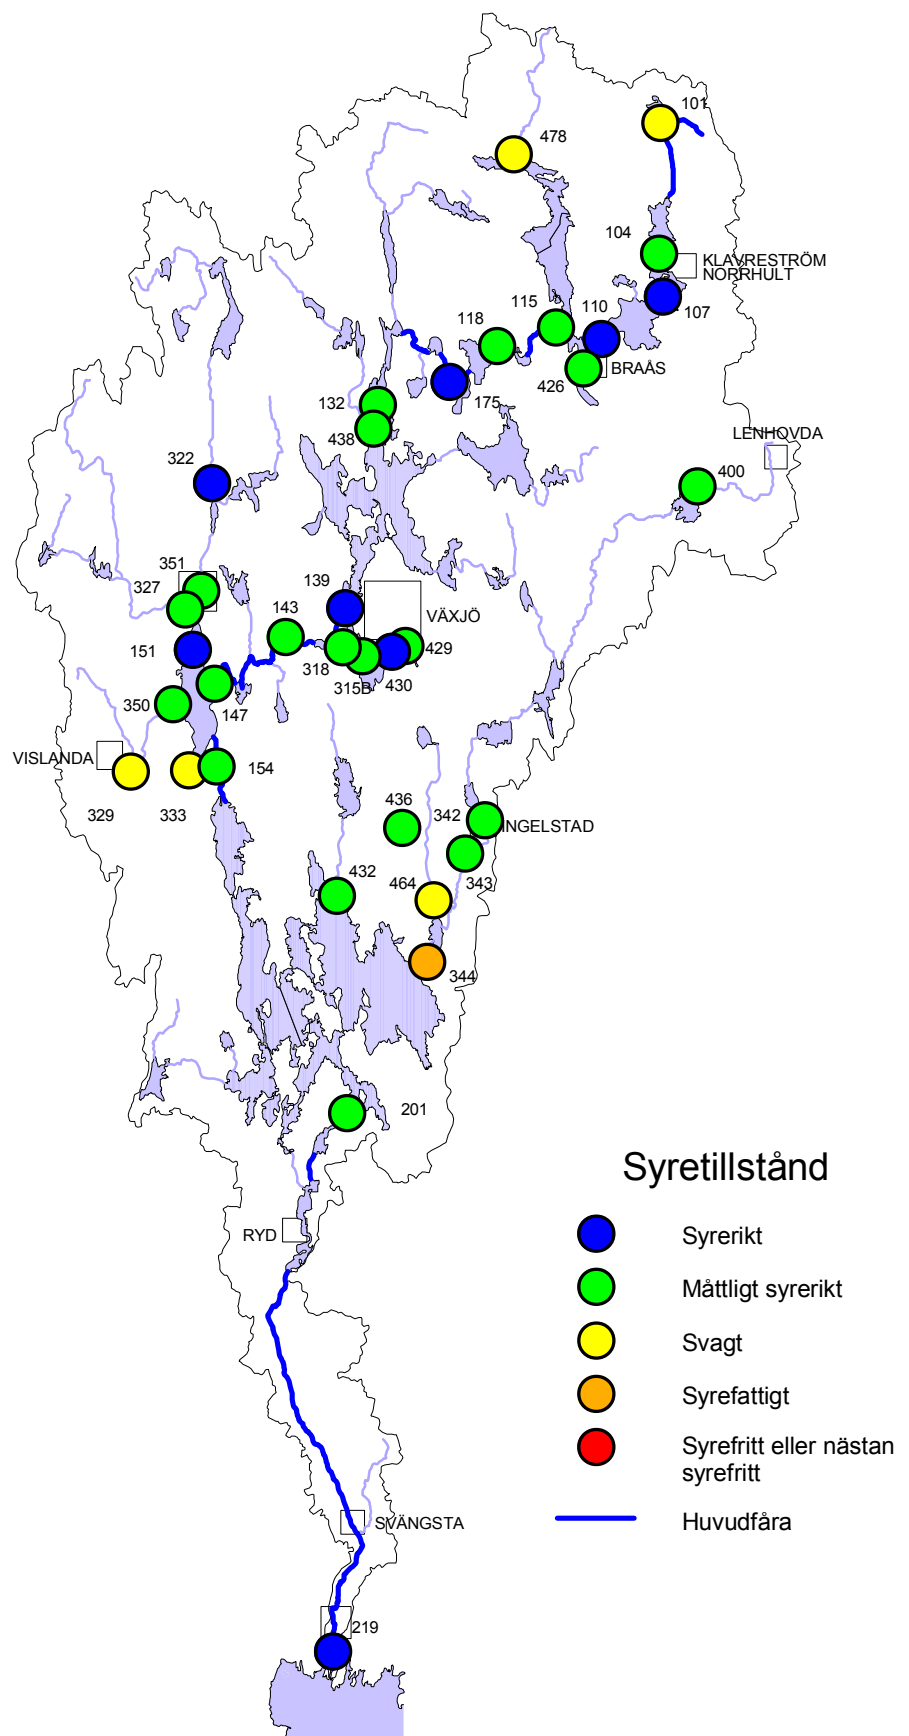 101
478
104
KLAVRESTRÖM
NORRHULT
115
110
107
118
BRAÅS
426
175
132
438
LENHOVDA
322
400
351
327
139
143
VÄXJÖ
151
318
429
315B
430
350
147
VISLANDA
154
329
333
436
342
INGELSTAD
343
432
464
344
201
Syretillstånd
RYD
Syrerikt
Måttligt syrerikt
Svagt
Syrefattigt
Syrefritt eller nästan
syrefritt
Huvudfåra
SVÄNGSTA
219